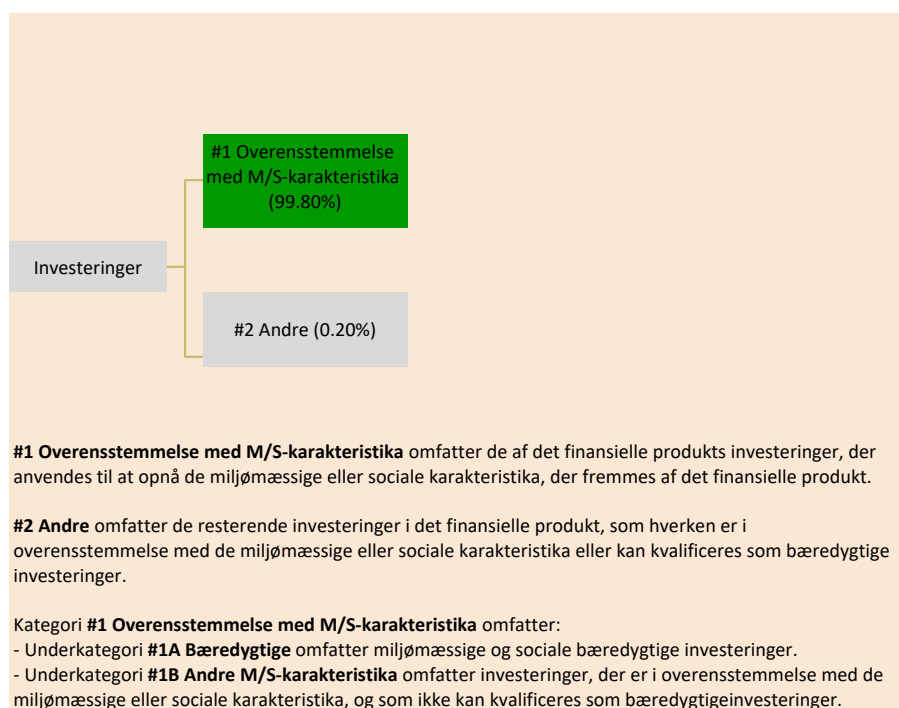 #1 Overensstemmelse
med M/S-karakteristika
(99.80%)
Investeringer
#2 Andre (0.20%)
#1 Overensstemmelse med M/S-karakteristika omfatter de af det finansielle produkts investeringer, der
anvendes til at opnå de miljømæssige eller sociale karakteristika, der fremmes af det finansielle produkt.
#2 Andre omfatter de resterende investeringer i det finansielle produkt, som hverken er i
overensstemmelse med de miljømæssige eller sociale karakteristika eller kan kvalificeres som bæredygtige
investeringer.
Kategori #1 Overensstemmelse med M/S-karakteristika omfatter:
- Underkategori #1A Bæredygtige omfatter miljømæssige og sociale bæredygtige investeringer.
- Underkategori #1B Andre M/S-karakteristika omfatter investeringer, der er i overensstemmelse med de
miljømæssige eller sociale karakteristika, og som ikke kan kvalificeres som bæredygtigeinvesteringer.